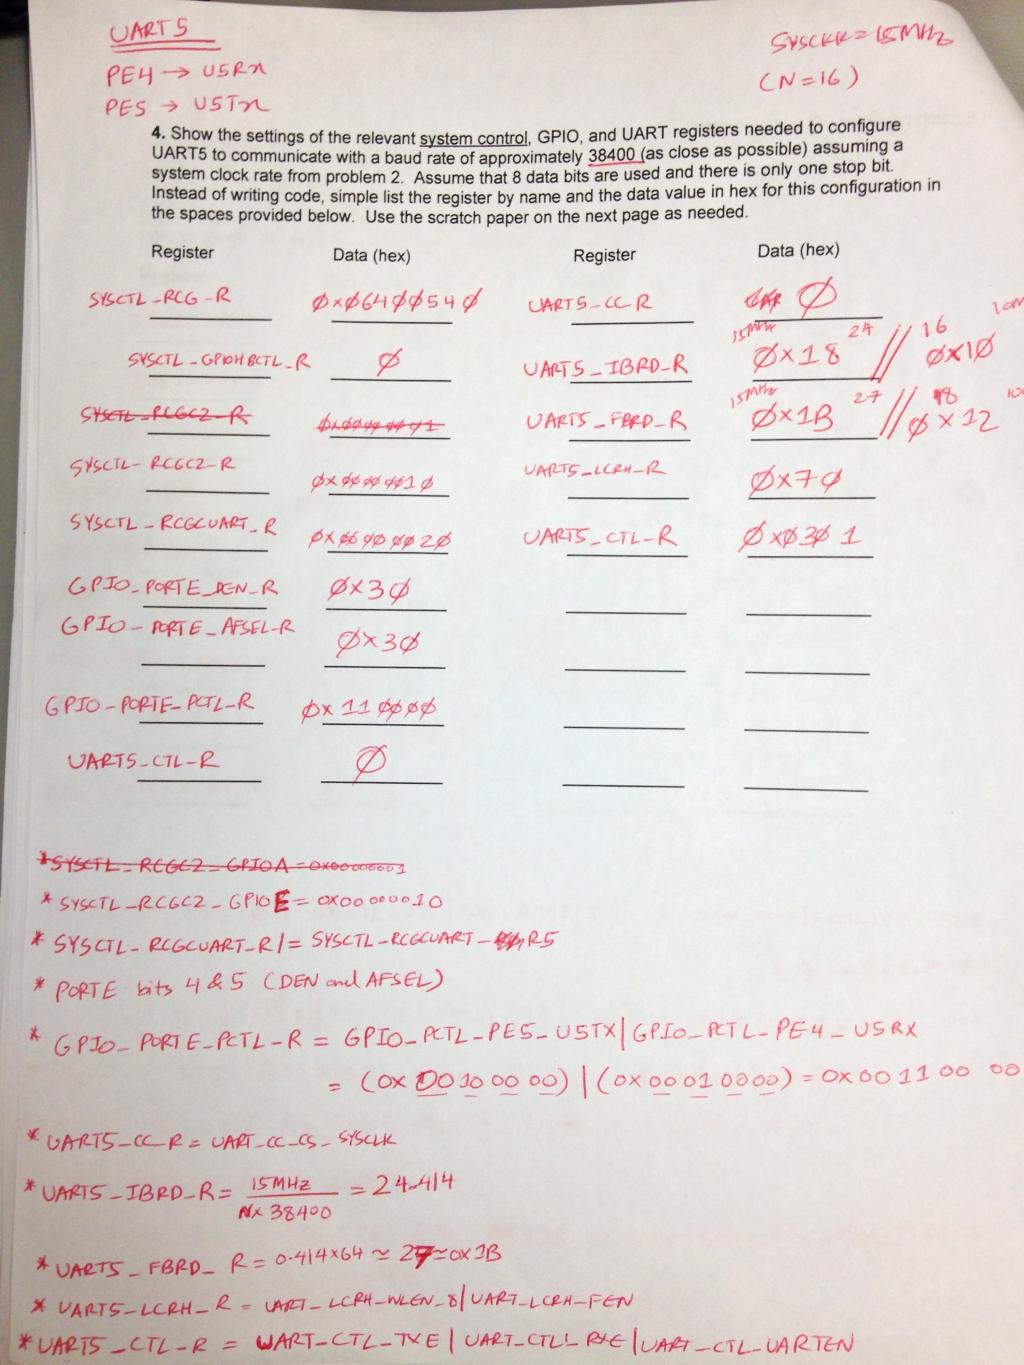 UART5
SYSCLK = 15MHz
PE4 → U5Rx
(N=16)
PE5 → U5Tx
4. Show the settings of the relevant system control, GPIO, and UART registers needed to configure
UART5 to communicate with a baud rate of approximately 38400 (as close as possible) assuming a
system clock rate from problem 2. Assume that 8 data bits are used and there is only one stop bit.
Instead of writing code, simple list the register by name and the data value in hex for this configuration in
the spaces provided below. Use the scratch paper on the next page as needed.
Register Data (hex) Register Data (hex)
SYSCTL_RCG_R 0x06400540 UART5_CC_R 0
SYSCTL_GPIOHBCTL_R 0 UART5_IBRD_R 15MHz 0x18 24 // 16 0x10
SYSCTL_RCGC2_R 0x00000001 UART5_FBRD_R 15MHz 0x1B 27 // 18 0x12
SYSCTL_RCGC2_R 0x00000010 UART5_LCRH_R 0x70
SYSCTL_RCGCUART_R 0x00000020 UART5_CTL_R 0x0301
GPIO_PORTE_DEN_R 0x30
GPIO_PORTE_AFSEL_R 0x30
GPIO_PORTE_PCTL_R 0x110000
UART5_CTL_R 0
* SYSCTL_RCGC2_GPIOA = 0x00000001
* SYSCTL_RCGC2_GPIOE = 0x00000010
* SYSCTL_RCGCUART_R |= SYSCTL_RCGCUART_R5
* PORTE bits 4 & 5 (DEN and AFSEL)
* GPIO_PORTE_PCTL_R = GPIO_PCTL_PE5_U5TX | GPIO_PCTL_PE4_U5RX
= (0x 00 10 00 00) | (0x 00 01 00 00) = 0x 00 11 00 00
* UART5_CC_R = UART_CC_CS_SYSCLK
* UART5_IBRD_R = 15MHz / N x 38400 = 24.414
* UART5_FBRD_R = 0.414 x 64 ≃ 27 ≃ 0x1B
* UART5_LCRH_R = UART_LCRH_WLEN_8 | UART_LCRH_FEN
* UART5_CTL_R = UART_CTL_TXE | UART_CTL_RXE | UART_CTL_UARTEN